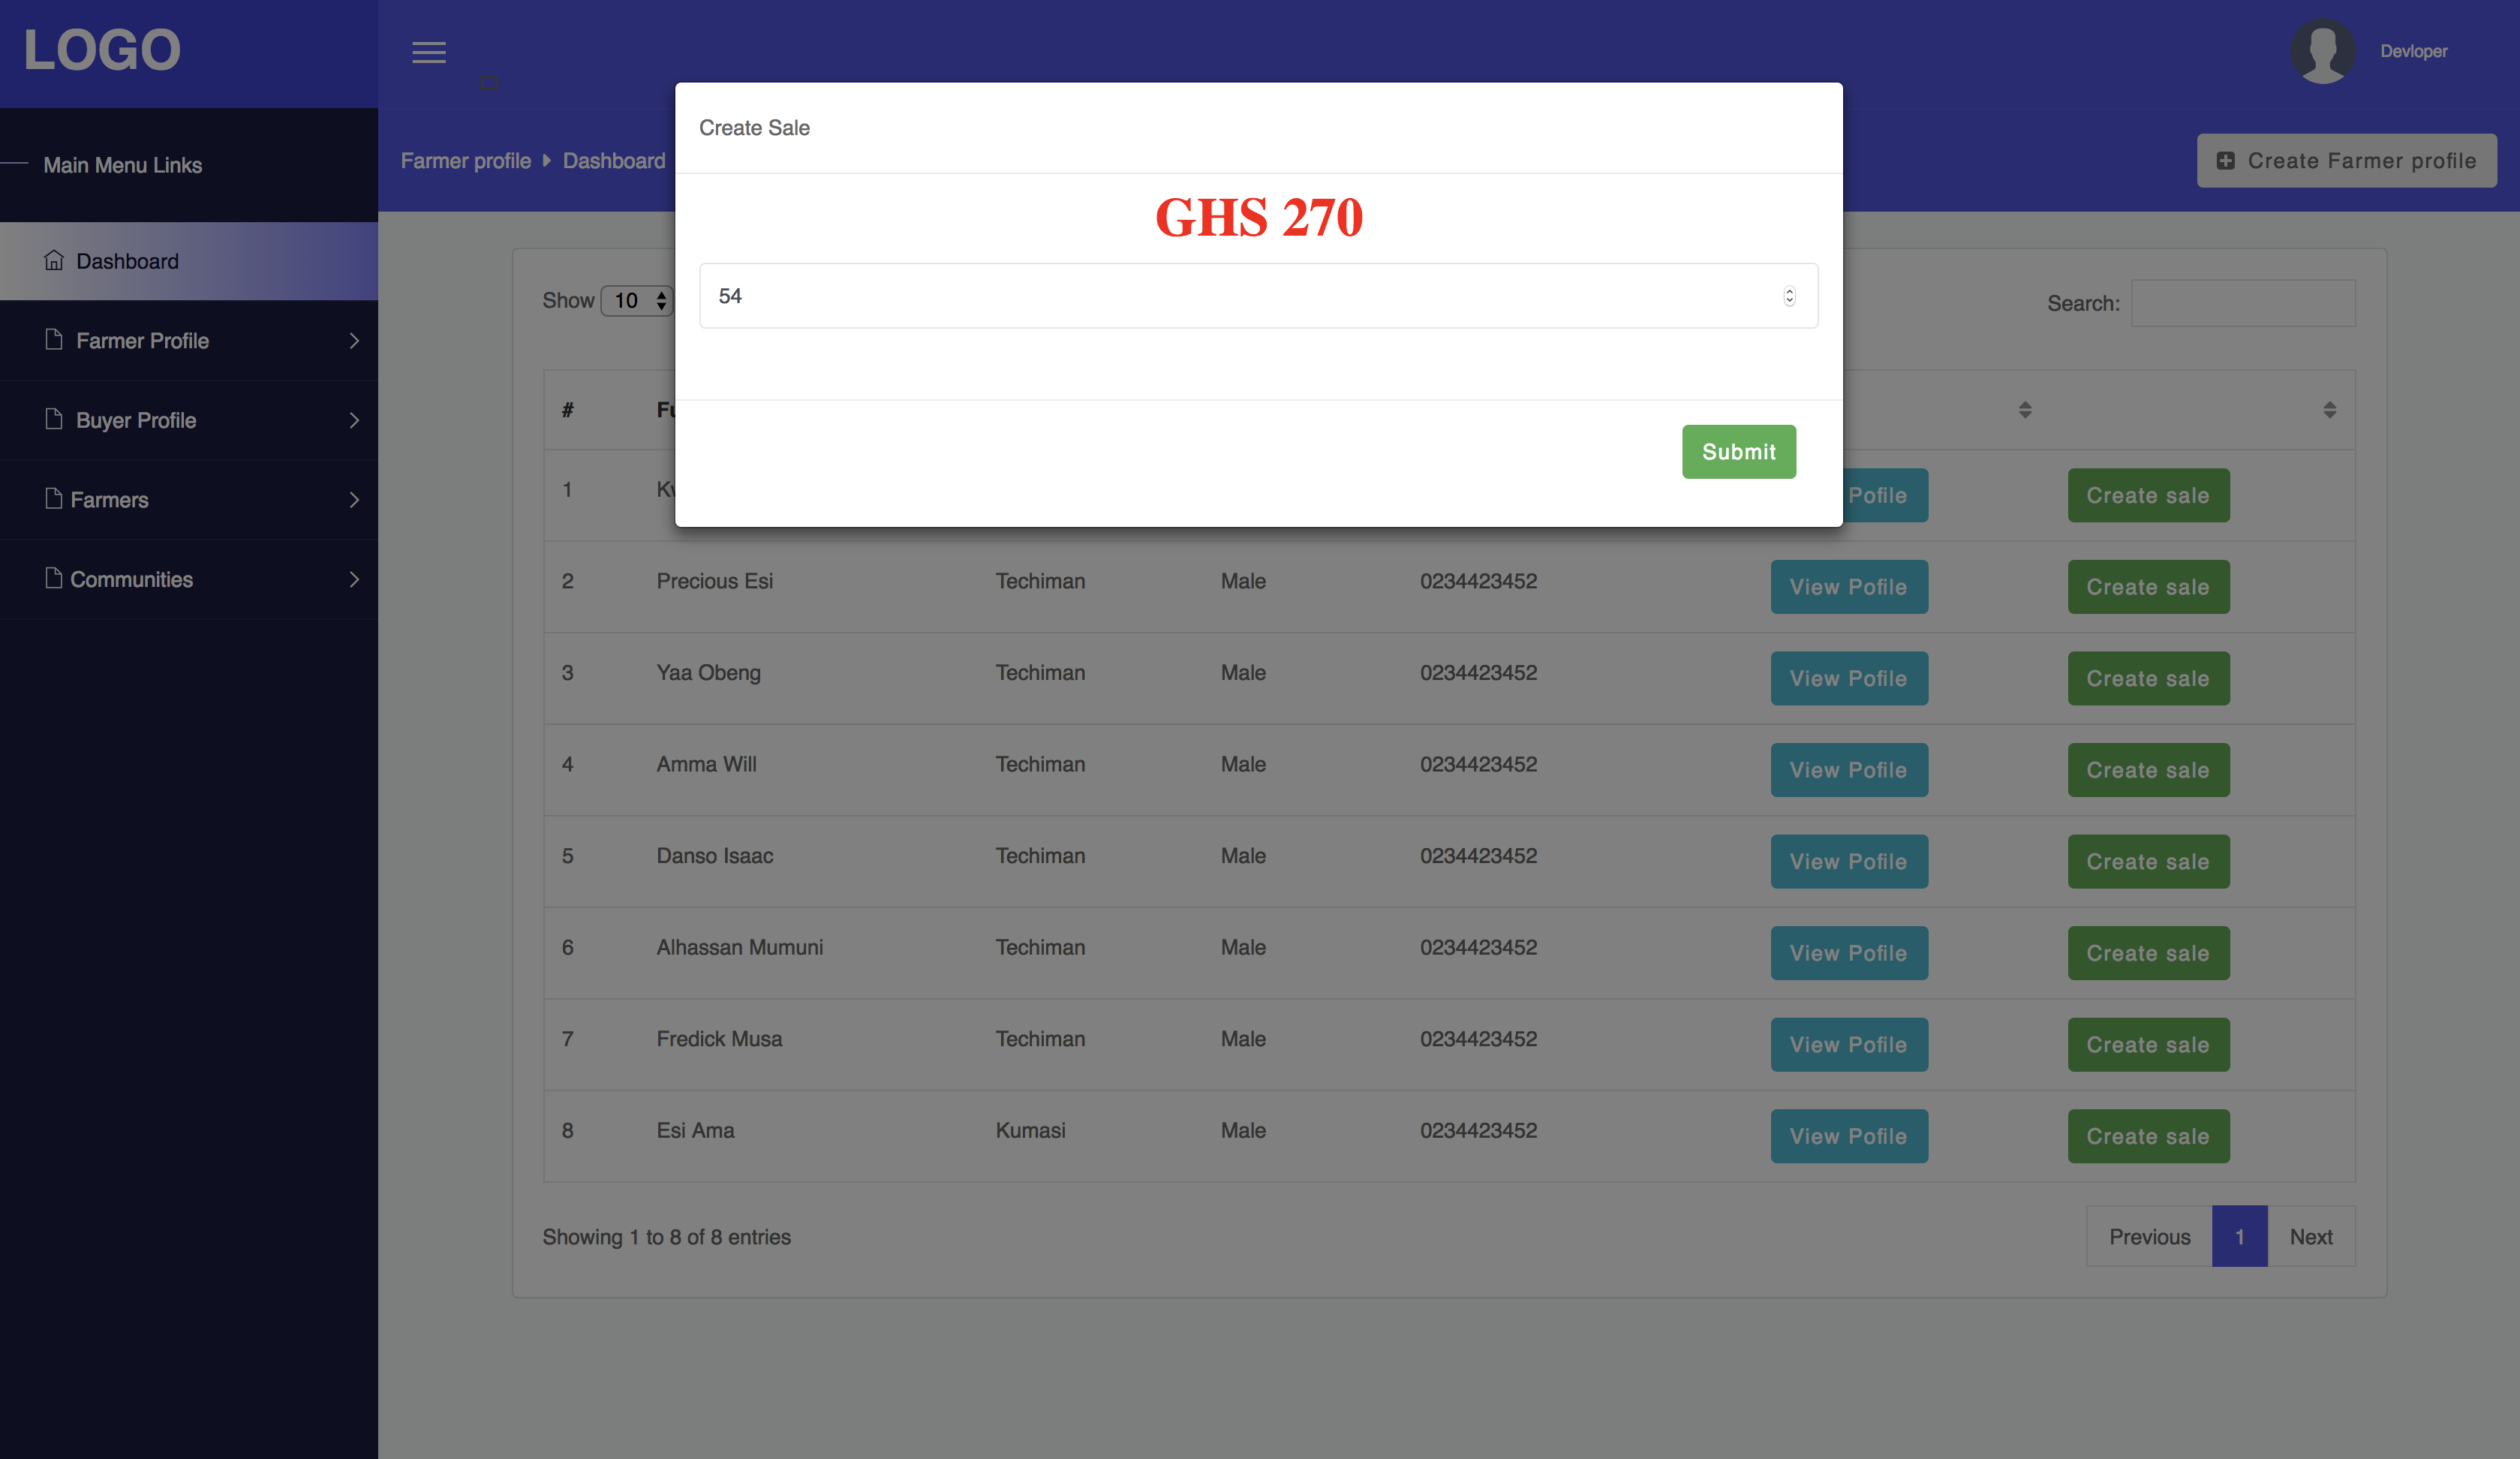 LOGO
Devloper
Main Menu Links
Dashboard
Farmer Profile
Buyer Profile
Farmers
Communities
Farmer profile Dashboard
Create Farmer profile
Create Sale
GHS 270
54
Submit
Show 10
Search:
#
1 Pofile Create sale
2 Precious Esi Techiman Male 0234423452 View Pofile Create sale
3 Yaa Obeng Techiman Male 0234423452 View Pofile Create sale
4 Amma Will Techiman Male 0234423452 View Pofile Create sale
5 Danso Isaac Techiman Male 0234423452 View Pofile Create sale
6 Alhassan Mumuni Techiman Male 0234423452 View Pofile Create sale
7 Fredick Musa Techiman Male 0234423452 View Pofile Create sale
8 Esi Ama Kumasi Male 0234423452 View Pofile Create sale
Showing 1 to 8 of 8 entries
Previous 1 Next